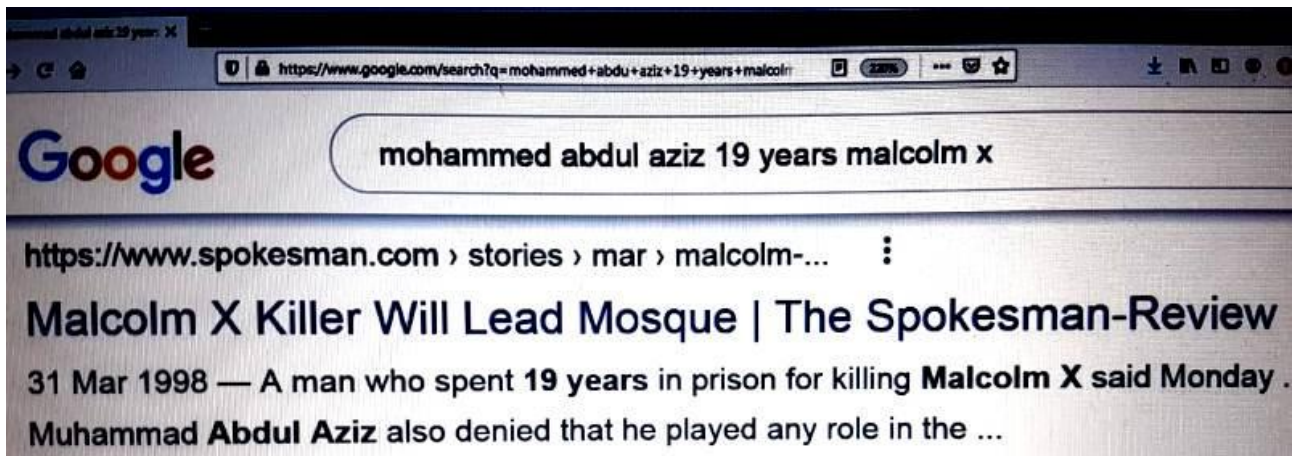 https://www.google.com/search?q=mohammed+abdu+aziz+19+years+malcolm
220%
Google
mohammed abdul aziz 19 years malcolm x
https://www.spokesman.com › stories › mar › malcolm-...
Malcolm X Killer Will Lead Mosque | The Spokesman-Review
31 Mar 1998 — A man who spent 19 years in prison for killing Malcolm X said Monday .
Muhammad Abdul Aziz also denied that he played any role in the ...